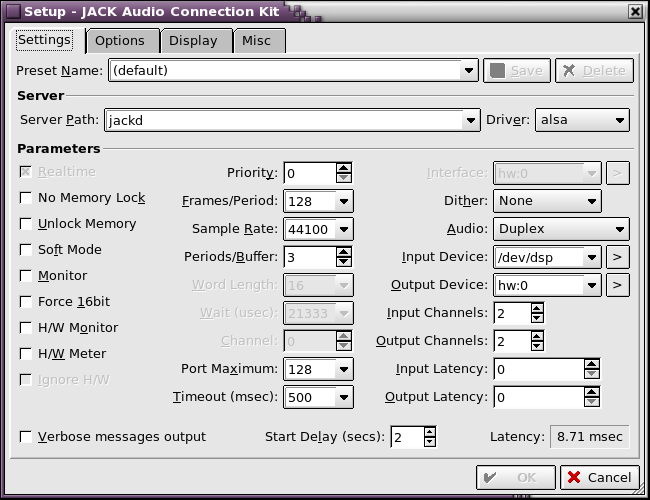 Setup - JACK Audio Connection Kit
Settings Options Display Misc
Preset Name: (default) Save Delete
Server
Server Path: jackd Driver: alsa
Parameters
Realtime Priority: 0 Interface: hw:0 >
No Memory Lock Frames/Period: 128 Dither: None
Unlock Memory Sample Rate: 44100 Audio: Duplex
Soft Mode Periods/Buffer: 3 Input Device: /dev/dsp >
Monitor Word Length: 16 Output Device: hw:0 >
Force 16bit Wait (usec): 21333 Input Channels: 2
H/W Monitor Channel: 0 Output Channels: 2
H/W Meter Port Maximum: 128 Input Latency: 0
Ignore H/W Timeout (msec): 500 Output Latency: 0
Verbose messages output Start Delay (secs): 2 Latency: 8.71 msec
OK Cancel